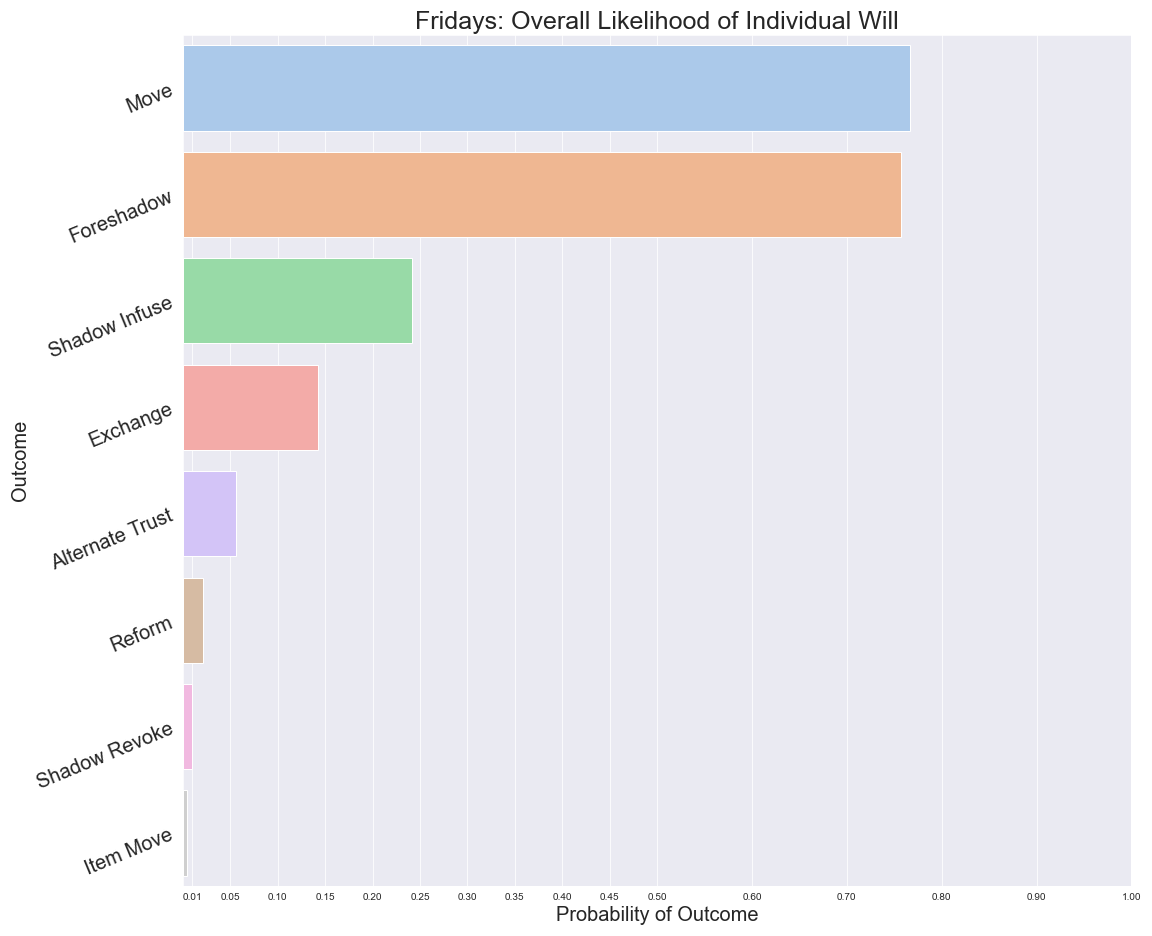 Fridays: Overall Likelihood of Individual Will
Move
Foreshadow
Shadow Infuse
Exchange
Alternate Trust
Reform
Shadow Revoke
Item Move
Outcome
0.01 0.05 0.10 0.15 0.20 0.25 0.30 0.35 0.40 0.45 0.50 0.60 0.70 0.80 0.90 1.00
Probability of Outcome